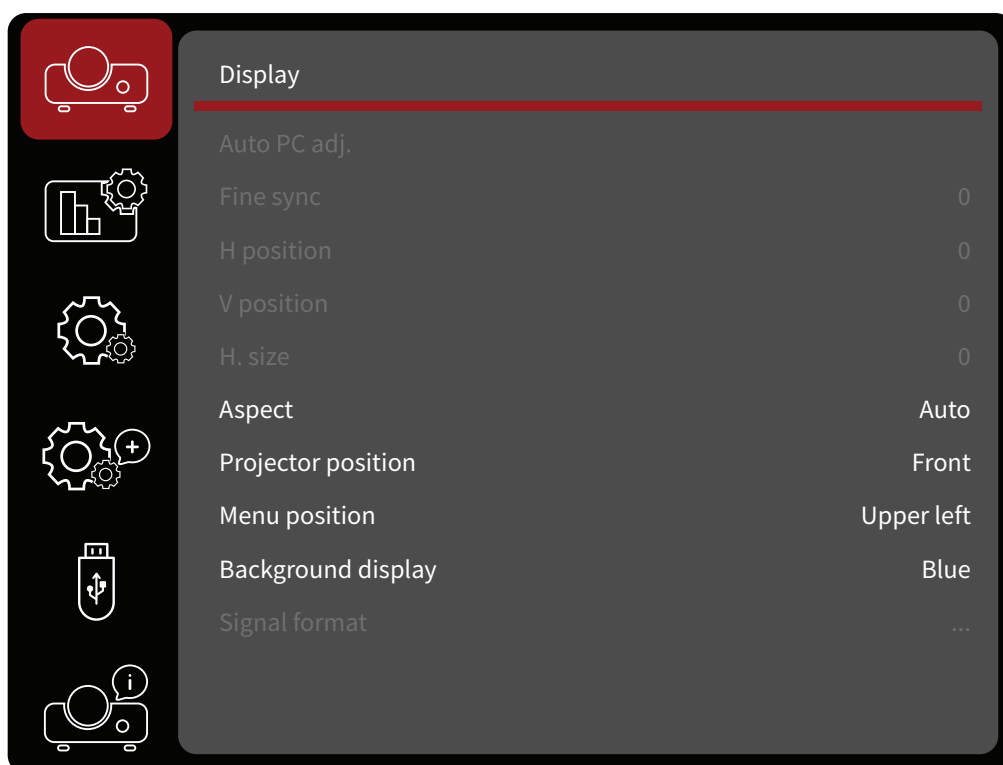 Display
Auto PC adj.
Fine sync 0
H position 0
V position 0
H. size 0
Aspect Auto
Projector position Front
Menu position Upper left
Background display Blue
Signal format ...